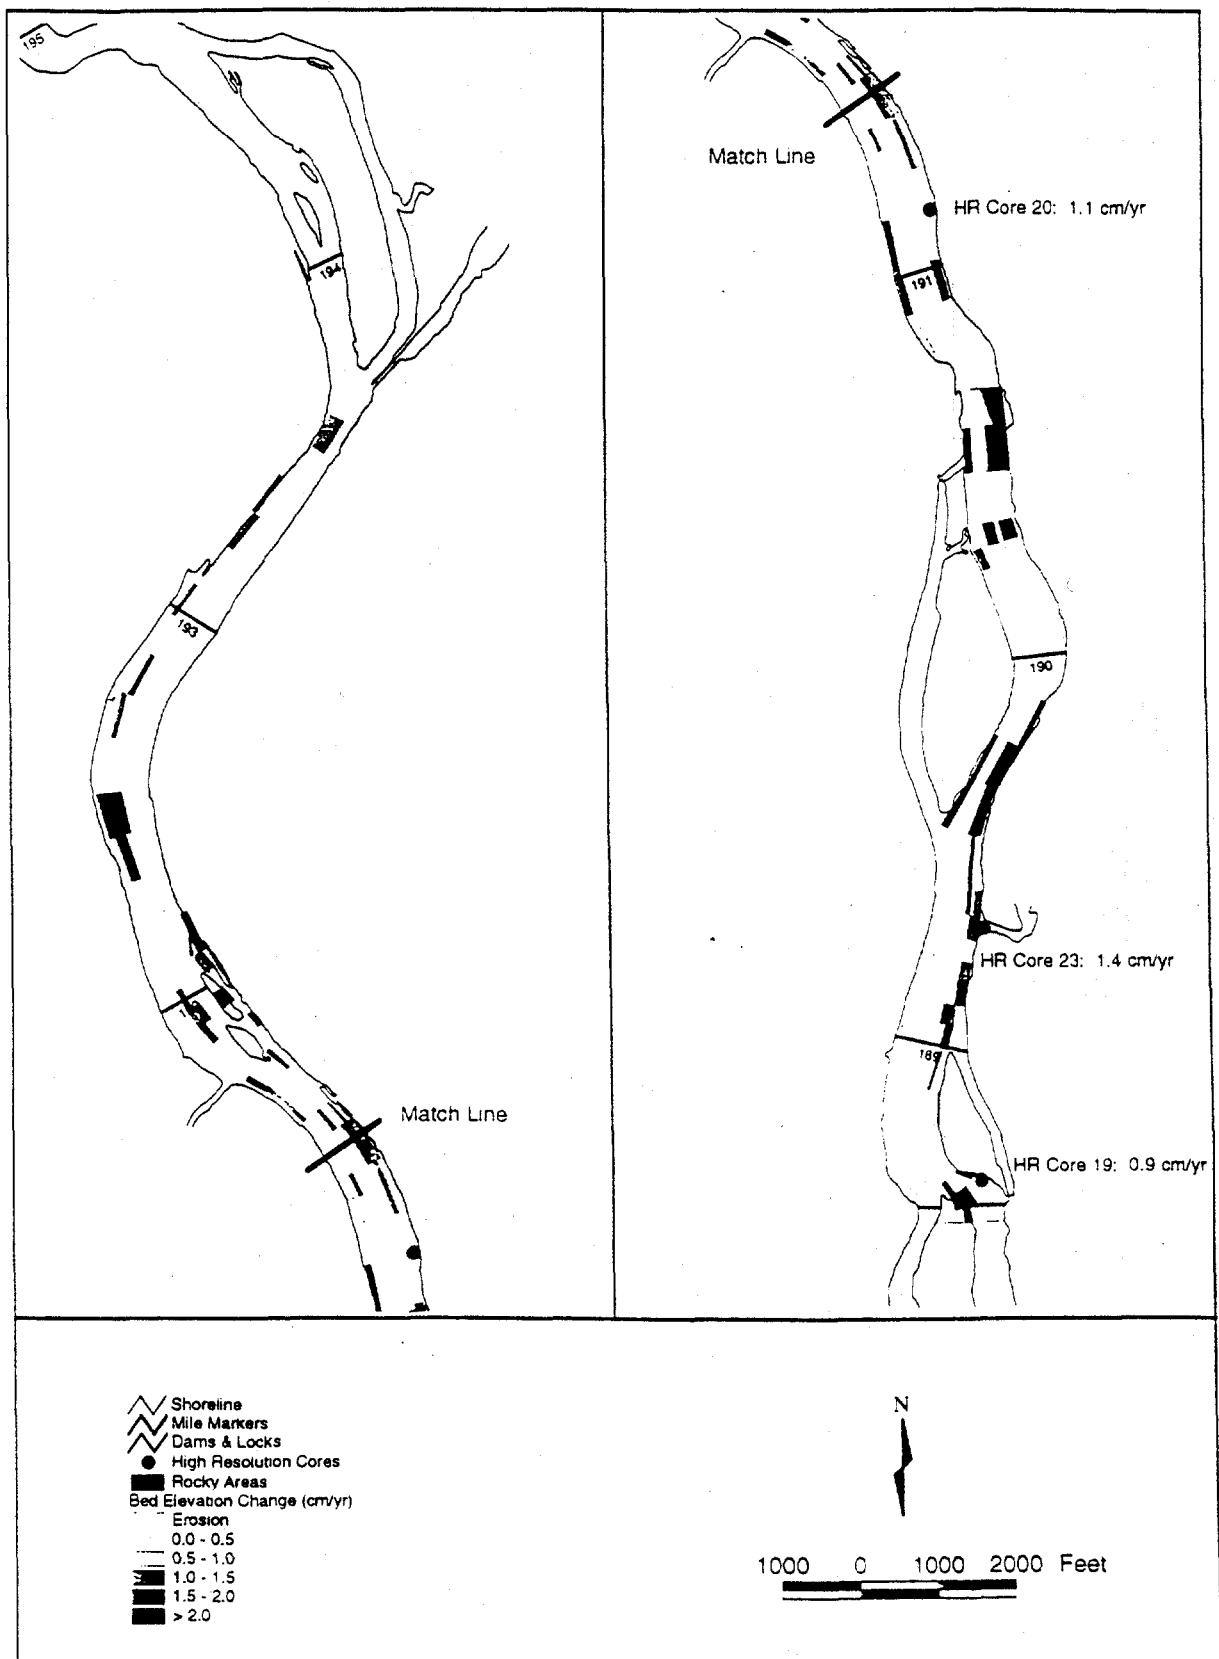 195
194
193
Match Line
Match Line
HR Core 20: 1.1 cm/yr
191
190
HR Core 23: 1.4 cm/yr
189
HR Core 19: 0.9 cm/yr
Shoreline
Mile Markers
Dams & Locks
High Resolution Cores
Rocky Areas
Bed Elevation Change (cm/yr)
Erosion
0.0 - 0.5
0.5 - 1.0
1.0 - 1.5
1.5 - 2.0
> 2.0
N
1000 0 1000 2000 Feet